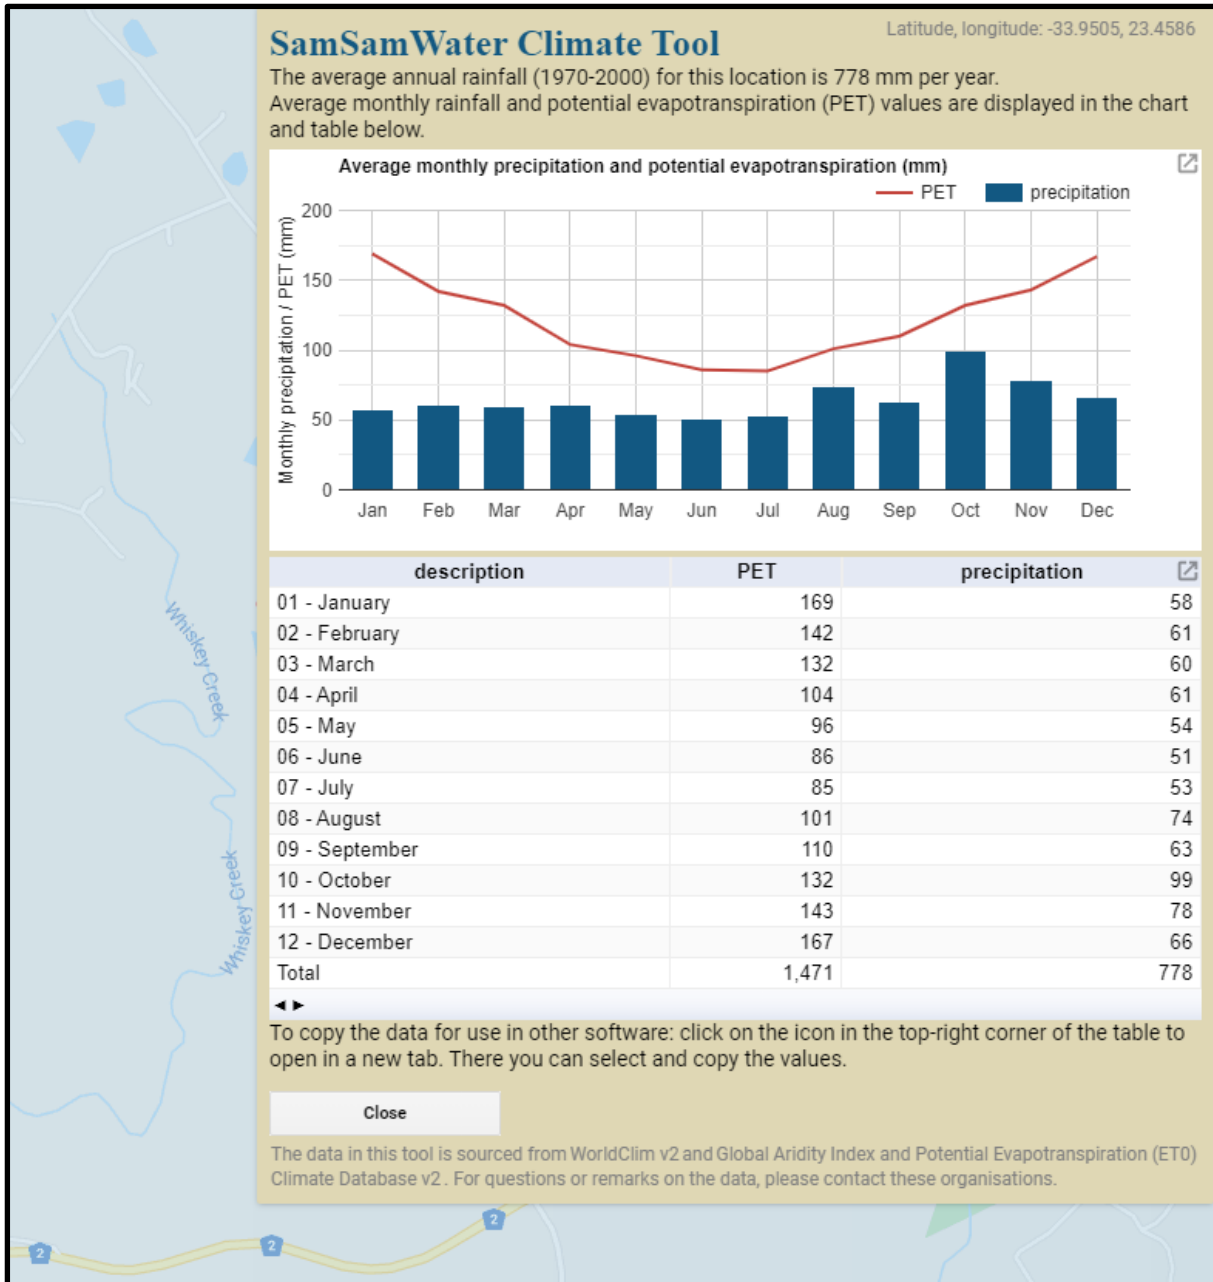 Latitude, longitude: -33.9505, 23.4586
SamSamWater Climate Tool
The average annual rainfall (1970-2000) for this location is 778 mm per year.
Average monthly rainfall and potential evapotranspiration (PET) values are displayed in the chart
and table below.
Average monthly precipitation and potential evapotranspiration (mm)
PET precipitation
Monthly precipitation / PET (mm)
200
150
100
50
0
Jan Feb Mar Apr May Jun Jul Aug Sep Oct Nov Dec
description PET precipitation
01 - January 169 58
02 - February 142 61
03 - March 132 60
04 - April 104 61
05 - May 96 54
06 - June 86 51
07 - July 85 53
08 - August 101 74
09 - September 110 63
10 - October 132 99
11 - November 143 78
12 - December 167 66
Total 1,471 778
To copy the data for use in other software: click on the icon in the top-right corner of the table to
open in a new tab. There you can select and copy the values.
Close
The data in this tool is sourced from WorldClim v2 and Global Aridity Index and Potential Evapotranspiration (ET0)
Climate Database v2. For questions or remarks on the data, please contact these organisations.
Whiskey Creek
Whiskey Creek
2
2
2